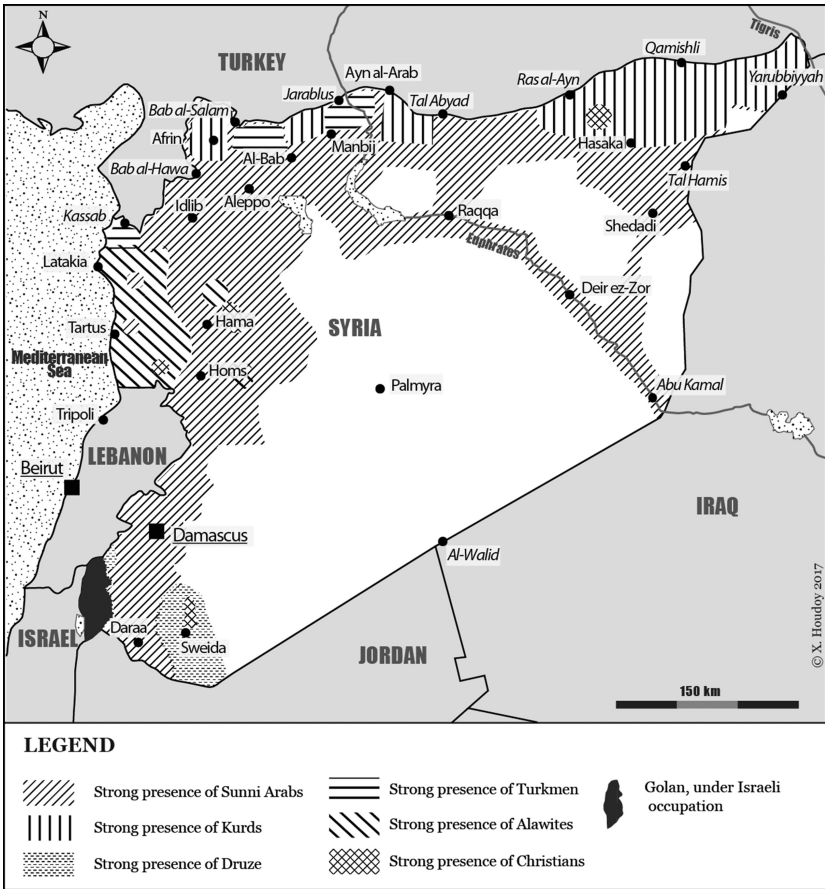 N
Tigris
TURKEY
Qamishli
Ayn al-Arab
Ras al-Ayn
Yarubbiyyah
Jarablus
Tal Abyad
Bab al-Salam
Afrin
Manbij
Hasaka
Al-Bab
Bab al-Hawa
Tal Hamis
Idlib
Aleppo
Raqqa
Kassab
Shedadi
Euphrates
Latakia
Deir ez-Zor
Hama
Tartus
SYRIA
Mediterranean
Sea
Homs
Palmyra
Abu Kamal
Tripoli
LEBANON
Beirut
IRAQ
Damascus
Al-Walid
Daraa
ISRAEL
Sweida
JORDAN
© X. Houdoy 2017
150 km
LEGEND
Strong presence of Sunni Arabs
Strong presence of Kurds
Strong presence of Druze
Strong presence of Turkmen
Strong presence of Alawites
Strong presence of Christians
Golan, under Israeli
occupation